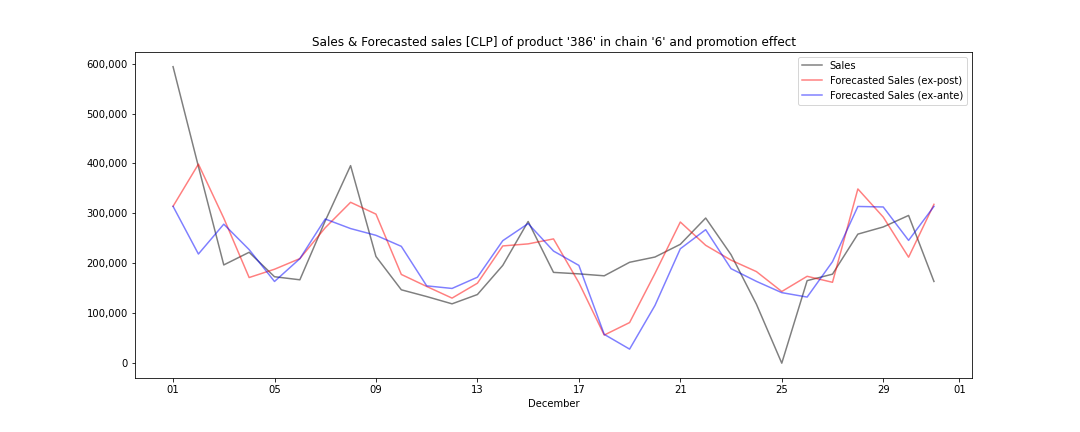 Sales & Forecasted sales [CLP] of product '386' in chain '6' and promotion effect
Sales
Forecasted Sales (ex-post)
Forecasted Sales (ex-ante)
600,000
500,000
400,000
300,000
200,000
100,000
0
01 05 09 13 17 21 25 29 01
December